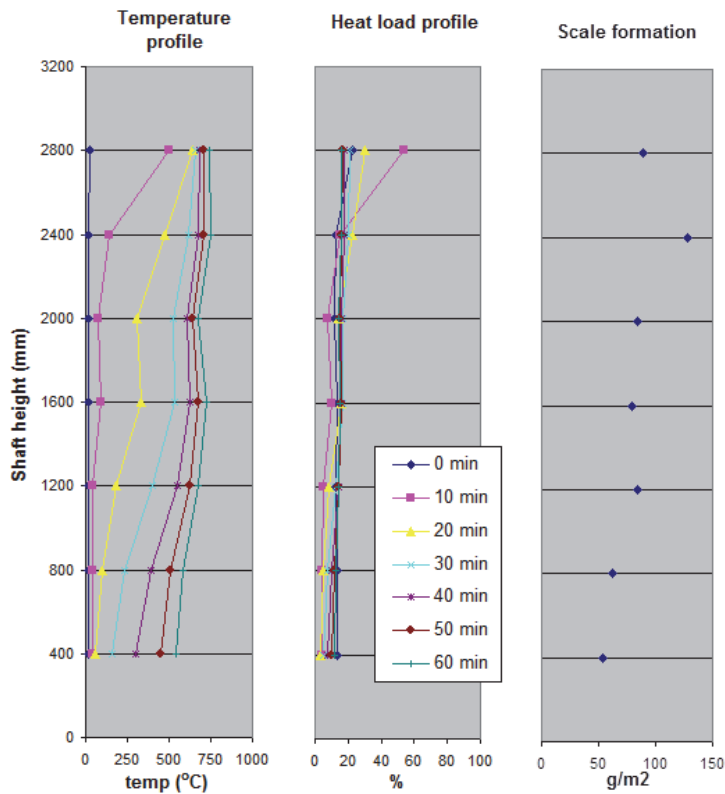 Temperature
profile
Heat load profile
Scale formation
Shaft height (mm)
3200
2800
2400
2000
1600
1200
800
400
0
0 250 500 750 1000
temp (°C)
0 20 40 60 80 100
%
0 50 100 150
g/m2
0 min
10 min
20 min
30 min
40 min
50 min
60 min